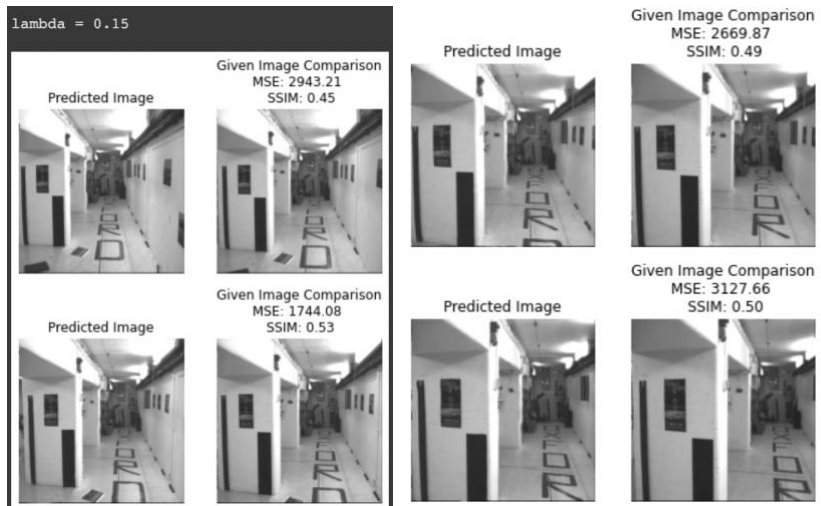 lambda = 0.15
Predicted Image
Given Image Comparison
MSE: 2943.21
SSIM: 0.45
Predicted Image
Given Image Comparison
MSE: 1744.08
SSIM: 0.53
Predicted Image
Given Image Comparison
MSE: 2669.87
SSIM: 0.49
Predicted Image
Given Image Comparison
MSE: 3127.66
SSIM: 0.50